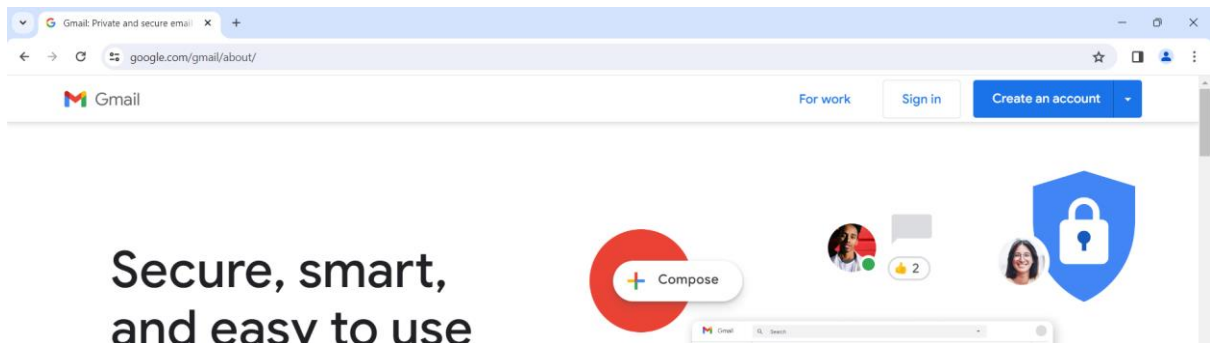 Gmail: Private and secure email
google.com/gmail/about/
Gmail
For work
Sign in
Create an account
Secure, smart,
and easy to use
Compose
2
Gmail
Search